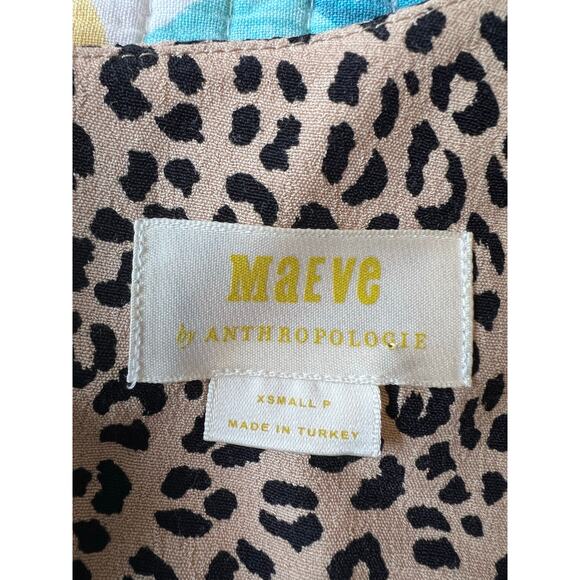 MaEVe
by ANTHROPOLOGIE
XSMALL P
MADE IN TURKEY